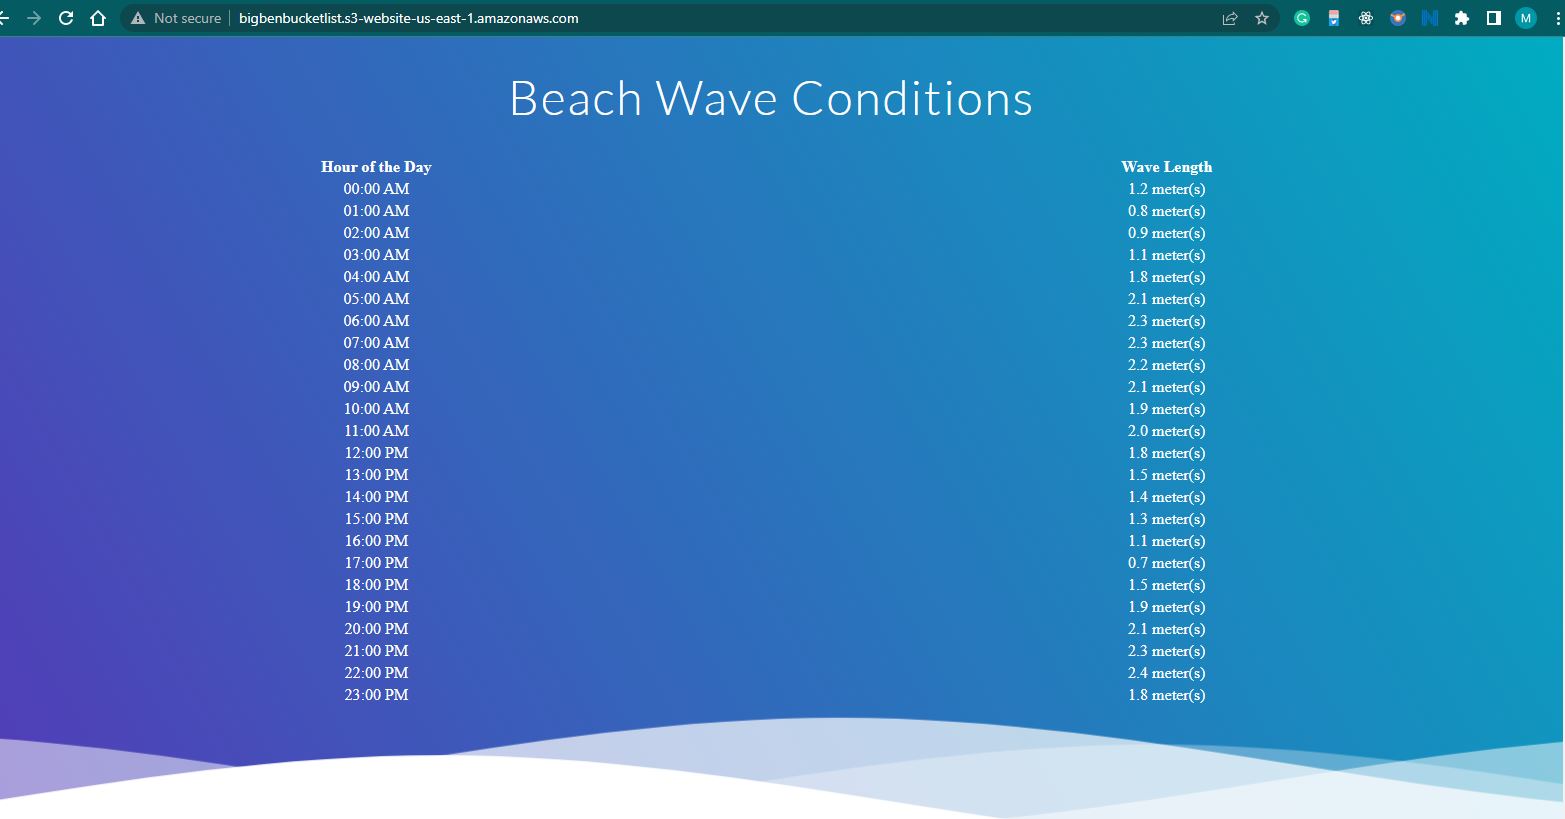 Not secure bigbenbucketlist.s3-website-us-east-1.amazonaws.com M
Beach Wave Conditions
Hour of the Day Wave Length
00:00 AM 1.2 meter(s)
01:00 AM 0.8 meter(s)
02:00 AM 0.9 meter(s)
03:00 AM 1.1 meter(s)
04:00 AM 1.8 meter(s)
05:00 AM 2.1 meter(s)
06:00 AM 2.3 meter(s)
07:00 AM 2.3 meter(s)
08:00 AM 2.2 meter(s)
09:00 AM 2.1 meter(s)
10:00 AM 1.9 meter(s)
11:00 AM 2.0 meter(s)
12:00 PM 1.8 meter(s)
13:00 PM 1.5 meter(s)
14:00 PM 1.4 meter(s)
15:00 PM 1.3 meter(s)
16:00 PM 1.1 meter(s)
17:00 PM 0.7 meter(s)
18:00 PM 1.5 meter(s)
19:00 PM 1.9 meter(s)
20:00 PM 2.1 meter(s)
21:00 PM 2.3 meter(s)
22:00 PM 2.4 meter(s)
23:00 PM 1.8 meter(s)